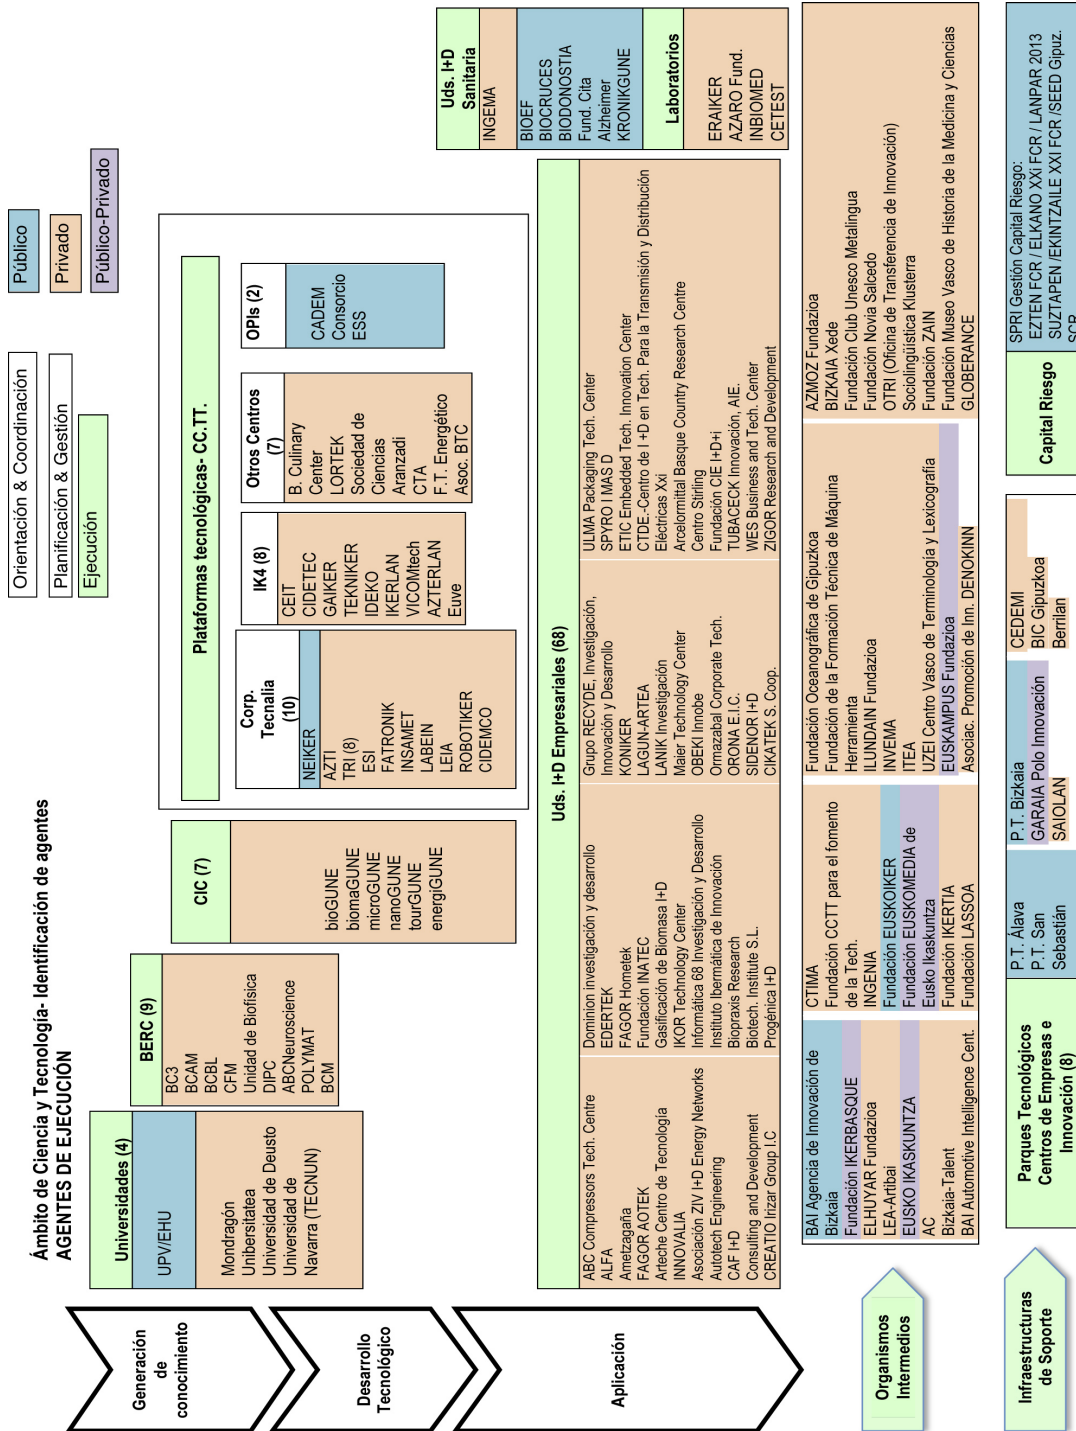 Ámbito de Ciencia y Tecnología- Identificación de agentes
AGENTES DE EJECUCIÓN
Orientación & Coordinación
Planificación & Gestión
Ejecución
Público
Privado
Público-Privado
Generación
de
conocimiento
Desarrollo
Tecnológico
Aplicación
Universidades (4)
UPV/EHU
Mondragón
Unibersitatea
Universidad de Deusto
Universidad de
Navarra (TECNUN)
BERC (9)
BC3
BCAM
BCBL
CFM
Unidad de Biofísica
DIPC
ABCNeuroscience
POLYMAT
BCM
CIC (7)
bioGUNE
biomaGUNE
microGUNE
nanoGUNE
tourGUNE
energiGUNE
Plataformas tecnológicas- CC.TT.
Corp.
Tecnalia
(10)
NEIKER
AZTI
TRI (8)
ESI
FATRONIK
INSAMET
LABEIN
LEIA
ROBOTIKER
CIDEMCO
IK4 (8)
CEIT
CIDETEC
GAIKER
TEKNIKER
IDEKO
IKERLAN
VICOMtech
AZTERLAN
Euve
Otros Centros
(7)
B. Culinary
Center
LORTEK
Sociedad de
Ciencias
Aranzadi
CTA
F.T. Energético
Asoc. BTC
OPIs (2)
CADEM
Consorcio
ESS
Uds. I+D Empresariales (68)
ABC Compressors Tech. Centre
ALFA
Ametzagaña
FAGOR AOTEK
Arteche Centro de Tecnología
INNOVALIA
Asociación ZIV I+D Energy Networks
Autotech Engineering
CAF I+D
Consulting and Development
CREATIO Irizar Group I.C
Dominion investigación y desarrollo
EDERTEK
FAGOR Hometek
Fundación INATEC
Gasificación de Biomasa I+D
IKOR Technology Center
Informática 68 Investigación y Desarrollo
Instituto Ibermática de Innovación
Biopraxis Research
Biotech. Institute S.L.
Progénica I+D
Grupo RECYDE, Investigación,
Innovación y Desarrollo
KONIKER
LAGUN-ARTEA
LANIK Investigación
Maier Technology Center
OBEKI Innobe
Ormazabal Corporate Tech.
ORONA E.I.C.
SIDENOR I+D
CIKATEK S. Coop.
ULMA Packaging Tech. Center
SPYRO I MAS D
ETIC Embedded Tech. Innovation Center
CTDE.-Centro de I +D en Tech. Para la Transmisión y Distribución
Eléctricas Xxi
Arcelormittal Basque Country Research Centre
Centro Stirling
Fundación CIE I+D+i
TUBACECK Innovación, AIE.
WES Business and Tech. Center
ZIGOR Research and Development
Uds. I+D
Sanitaria
INGEMA
BIOEF
BIOCRUCES
BIODONOSTIA
Fund. Cita
Alzheimer
KRONIKGUNE
Laboratorios
ERAIKER
AZARO Fund.
INBIOMED
CETEST
Organismos
Intermedios
BAI Agencia de Innovación de
Bizkaia
Fundación IKERBASQUE
ELHUYAR Fundazioa
LEA-Artibai
EUSKO IKASKUNTZA
AC
Bizkaia-Talent
BAI Automotive Intelligence Cent.
CTIMA
Fundación CCTT para el fomento
de la Tech.
INGENIA
Fundación EUSKOIKER
Fundación EUSKOMEDIA de
Eusko Ikaskuntza
Fundación IKERTIA
Fundación LASSOA
Fundación Oceanográfica de Gipuzkoa
Fundación de la Formación Técnica de Máquina
Herramienta
ILUNDAIN Fundazioa
INVEMA
ITEA
UZEI Centro Vasco de Terminología y Lexicografía
EUSKAMPUS Fundazioa
Asociac. Promoción de Inn. DENOKINN
AZMOZ Fundazioa
BIZKAIA Xede
Fundación Club Unesco Metalingua
Fundación Novia Salcedo
OTRI (Oficina de Transferencia de Innovación)
Sociolingüística Klusterra
Fundación ZAIN
Fundación Museo Vasco de Historia de la Medicina y Ciencias
GLOBERANCE
Infraestructuras
de Soporte
Parques Tecnológicos
Centros de Empresas e
Innovación (8)
P.T. Álava
P.T. San
Sebastián
P.T. Bizkaia
GARAIA Polo Innovación
SAIOLAN
CEDEMI
BIC Gipuzkoa
Berrilan
Capital Riesgo
SPRI Gestión Capital Riesgo:
EZTEN FCR / ELKANO XXi FCR / LANPAR 2013
SUZTAPEN /EKINTZAILE XXI FCR /SEED Gipuz.
SCR